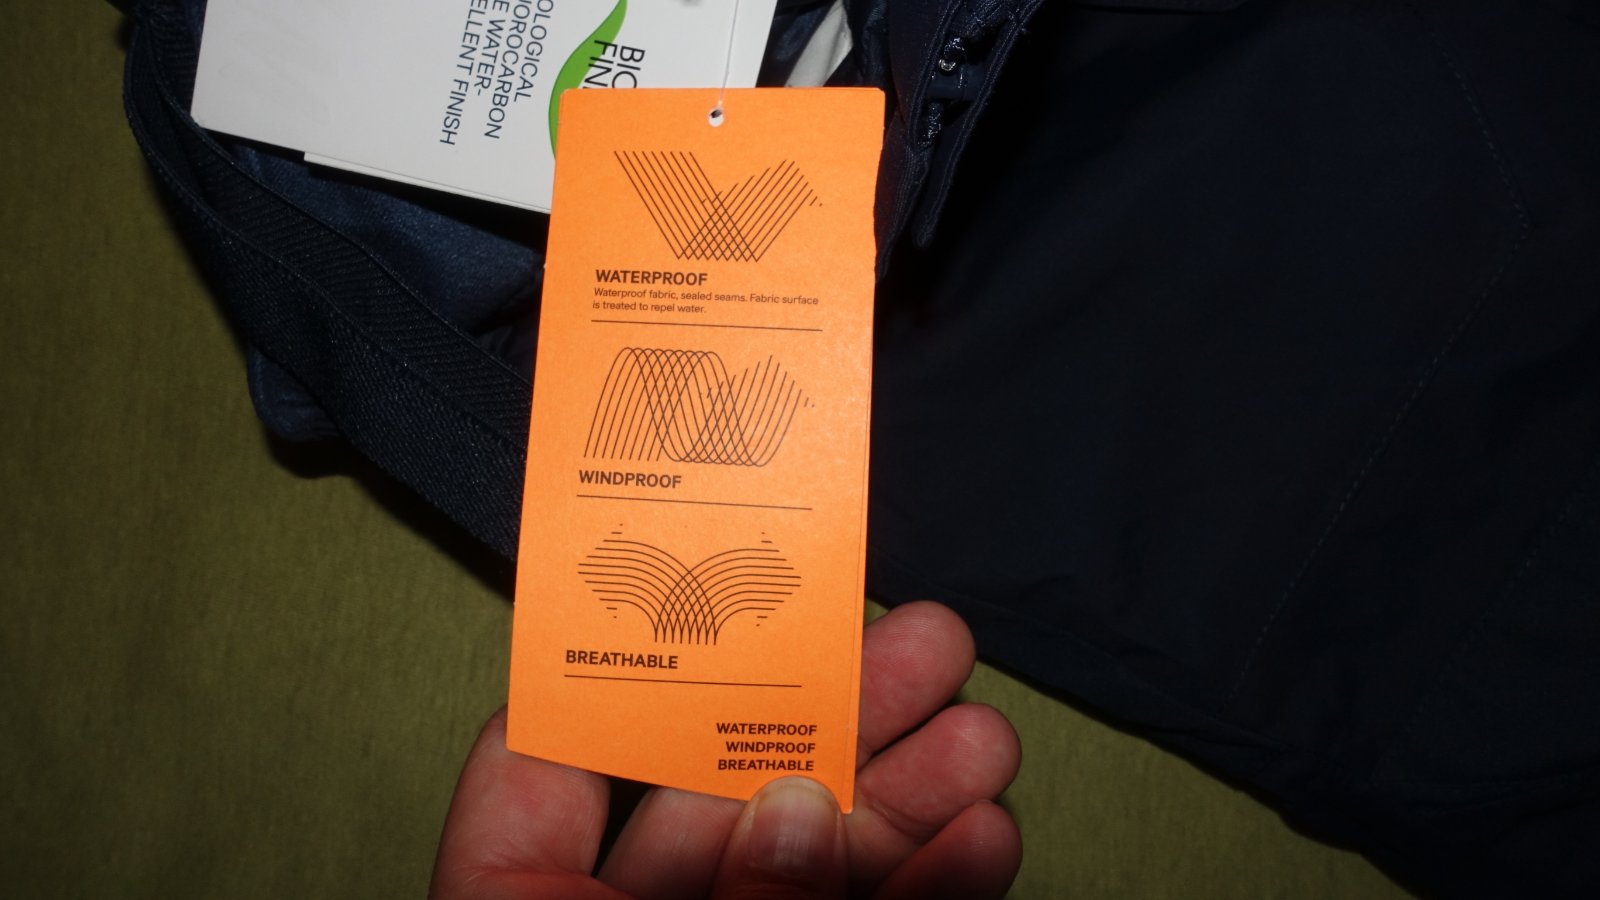 OLOGICAL
OROCARBON
E WATER-
ELLENT FINISH
WATERPROOF
Waterproof fabric, sealed seams. Fabric surface
is treated to repel water.
WINDPROOF
BREATHABLE
WATERPROOF
WINDPROOF
BREATHABLE